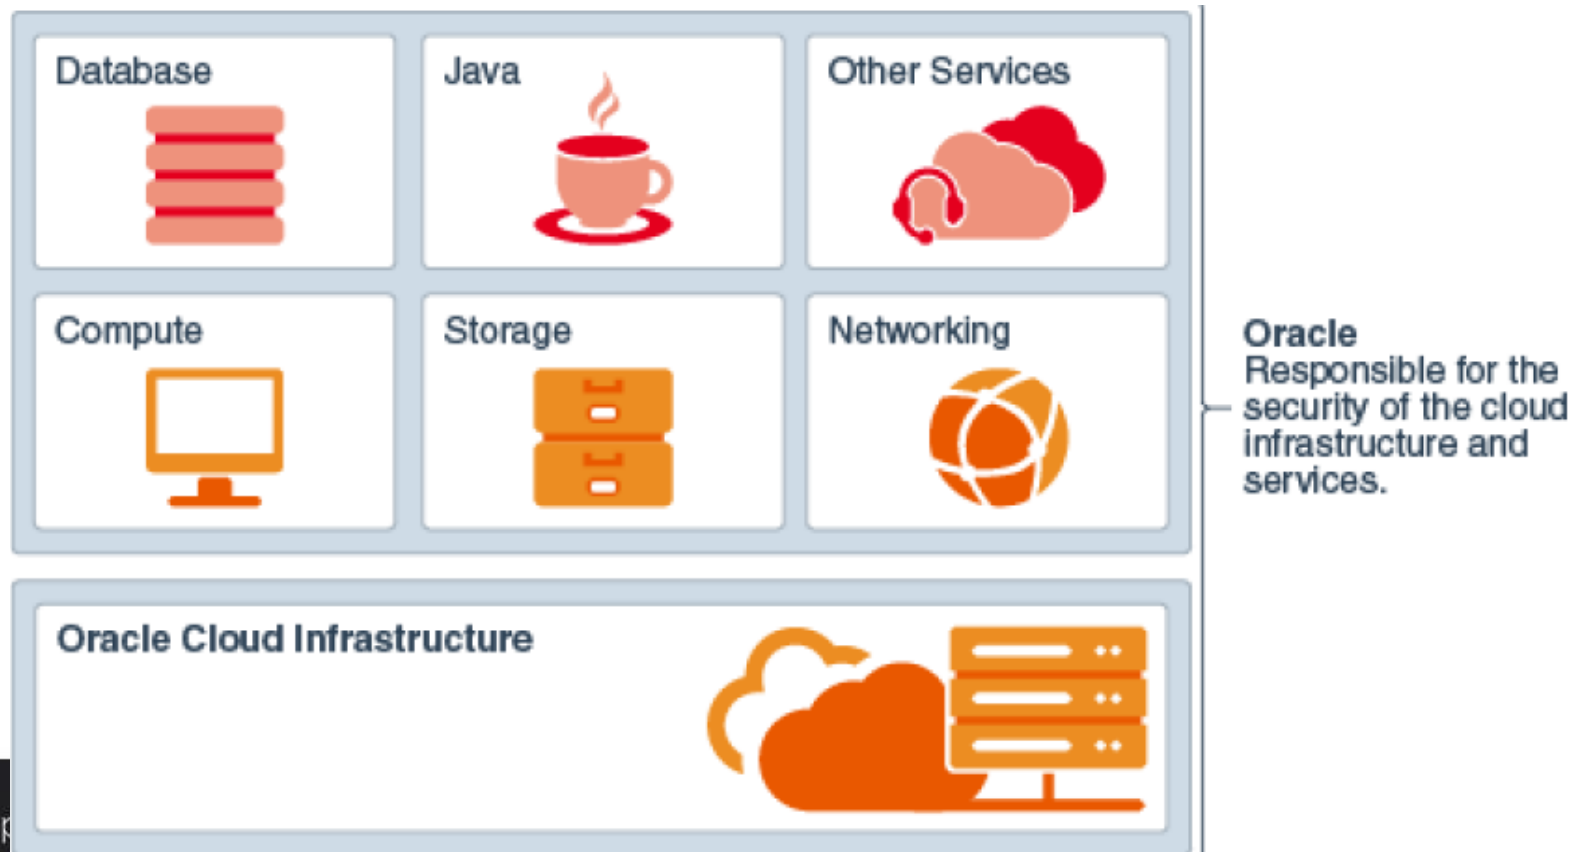 Database
Java
Other Services
Compute
Storage
Networking
Oracle
Responsible for the
security of the cloud
infrastructure and
services.
Oracle Cloud Infrastructure